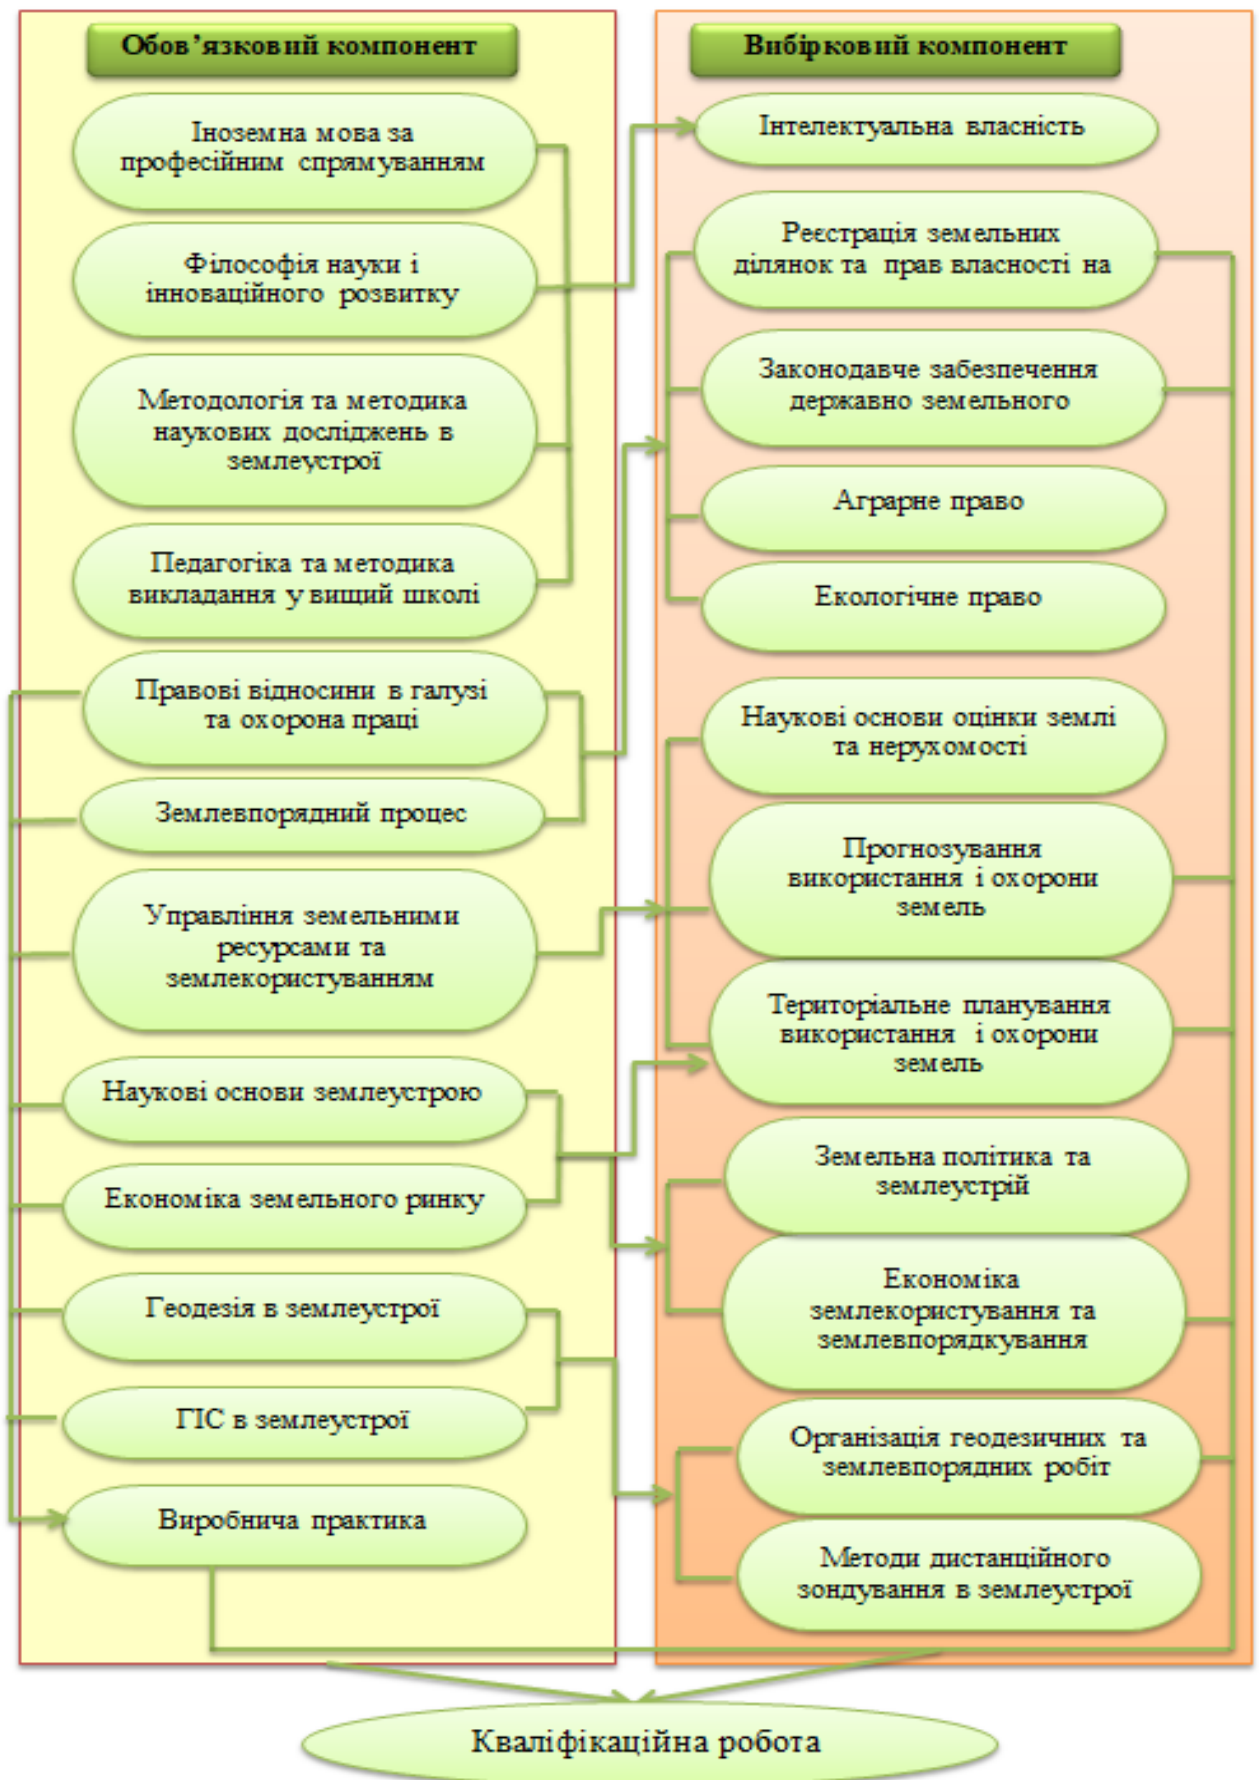 Обов’язковий компонент
Іноземна мова за
професійним спрямуванням
Філософія науки і
інноваційного розвитку
Методологія та методика
наукових досліджень в
землеустрої
Педагогіка та методика
викладання у вищий школі
Правові відносини в галузі
та охорона праці
Землевпорядний процес
Управління земельними
ресурсами та
землекористуванням
Наукові основи землеустрою
Економіка земельного ринку
Геодезія в землеустрої
ГІС в землеустрої
Виробнича практика
Вибірковий компонент
Інтелектуальна власність
Реєстрація земельних
ділянок та прав власності на
Законодавче забезпечення
державно земельного
Аграрне право
Екологічне право
Наукові основи оцінки землі
та нерухомості
Прогнозування
використання і охорони
земель
Територіальне планування
використання і охорони
земель
Земельна політика та
землеустрій
Економіка
землекористування та
землевпорядкування
Організація геодезичних та
землевпорядних робіт
Методи дистанційного
зондування в землеустрої
Кваліфікаційна робота